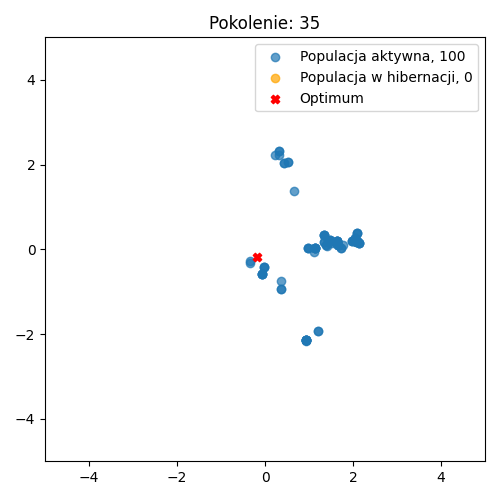 Pokolenie: 35
Populacja aktywna, 100
Populacja w hibernacji, 0
Optimum
4
2
0
−2
−4
−4 −2 0 2 4